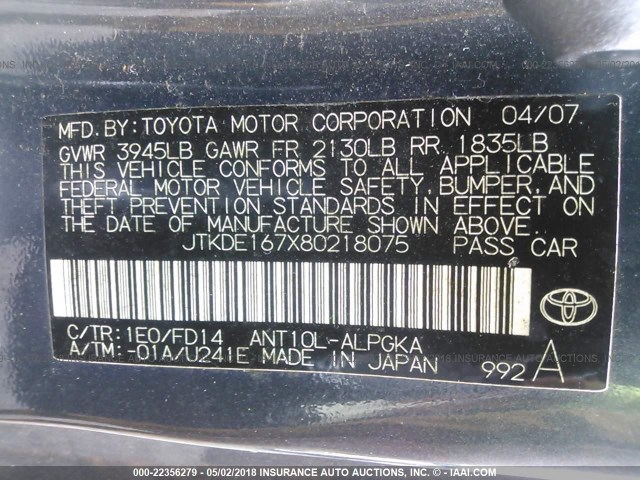 MFD. BY: TOYOTA MOTOR CORPORATION 04/07
GVWR 3945LB GAWR FR 2130LB RR 1835LB
THIS VEHICLE CONFORMS TO ALL APPLICABLE
FEDERAL MOTOR VEHICLE SAFETY, BUMPER, AND
THEFT PREVENTION STANDARDS IN EFFECT ON
THE DATE OF MANUFACTURE SHOWN ABOVE.
JTKDE167X80218075 PASS CAR
C/TR: 1E0/FD14 ANT10L-ALPGKA
A/TM: -01A/U241E MADE IN JAPAN
992 A
000-22356279 - 05/02/2018 INSURANCE AUTO AUCTIONS, INC. - IAAI.COM